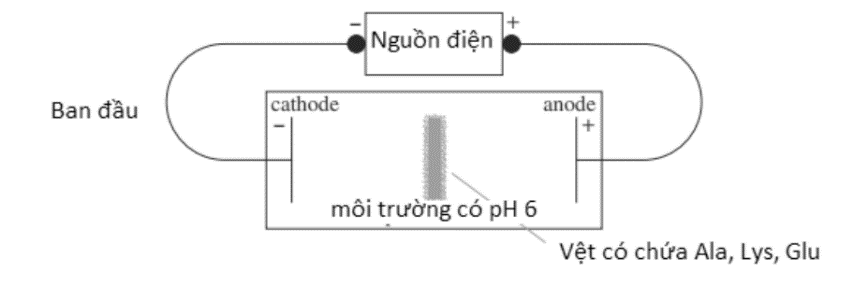 − Nguồn điện +
Ban đầu
cathode anode
− +
môi trường có pH 6
Vệt có chứa Ala, Lys, Glu